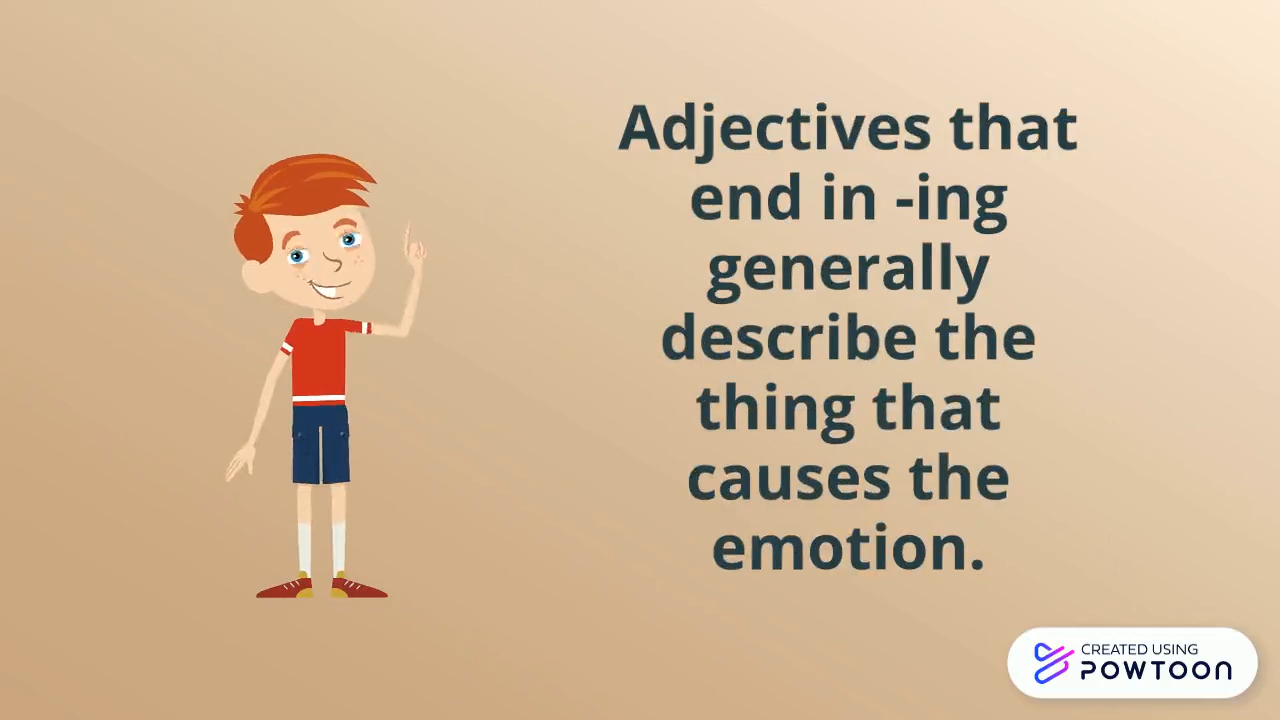 Adjectives that
end in -ing
generally
describe the
thing that
causes the
emotion.
CREATED USING
POWTOON